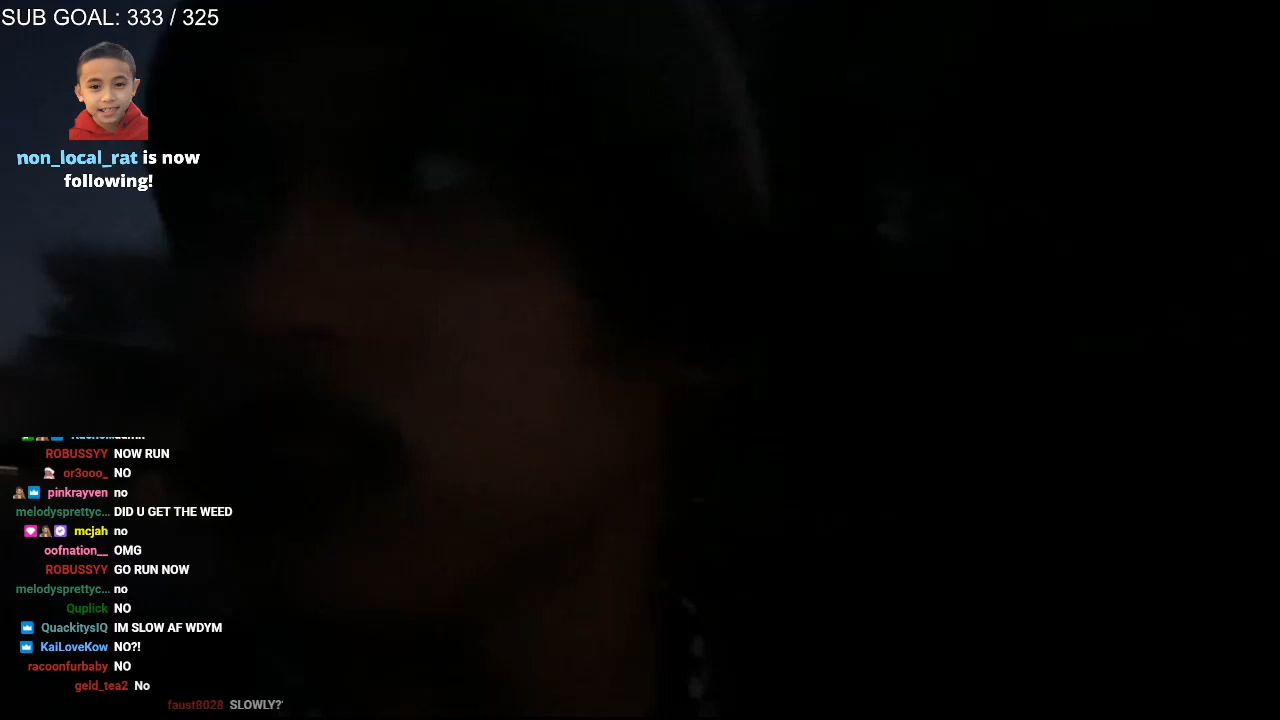 SUB GOAL: 333 / 325
non_local_rat is now
following!
ROBUSSYY NOW RUN
or3ooo_ NO
pinkrayven no
melodysprettyc... DID U GET THE WEED
mcjah no
oofnation__ OMG
ROBUSSYY GO RUN NOW
melodysprettyc... no
Quplick NO
QuackitysIQ IM SLOW AF WDYM
KaiLoveKow NO?!
racoonfurbaby NO
geld_tea2 No
faust8028 SLOWLY?'